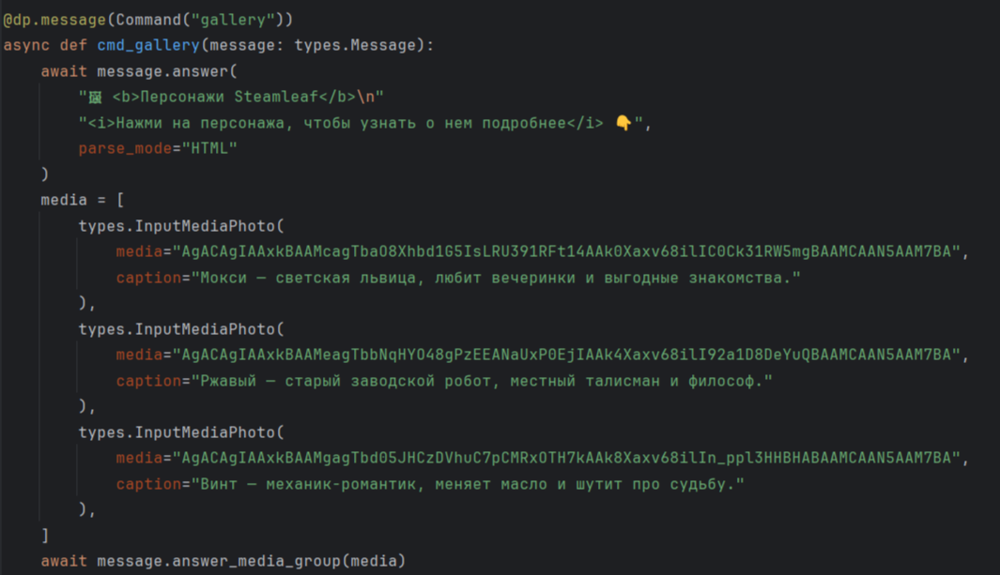 @dp.message(Command("gallery"))
async def cmd_gallery(message: types.Message):
    await message.answer(
        "🖼 <b>Персонажи Steamleaf</b>\n"
        "<i>Нажми на персонажа, чтобы узнать о нем подробнее</i> 👇",
        parse_mode="HTML"
    )
    media = [
        types.InputMediaPhoto(
            media="AgACAgIAAxkBAAMcagTbaO8Xhbd1G5IsLRU391RFt14AAk0Xaxv68ilIC0Ck31RW5mgBAAMCAAN5AAM7BA",
            caption="Мокси — светская львица, любит вечеринки и выгодные знакомства."
        ),
        types.InputMediaPhoto(
            media="AgACAgIAAxkBAAMeagTbbNqHYO48gPzEEANaUxP0EjIAAk4Xaxv68ilI92a1D8DeYuQBAAMCAAN5AAM7BA",
            caption="Ржавый — старый заводской робот, местный талисман и философ."
        ),
        types.InputMediaPhoto(
            media="AgACAgIAAxkBAAMgagTbd05JHCzDVhuC7pCMRxOTH7kAAk8Xaxv68ilIn_ppl3HHBHABAAMCAAN5AAM7BA",
            caption="Винт — механик-романтик, меняет масло и шутит про судьбу."
        ),
    ]
    await message.answer_media_group(media)